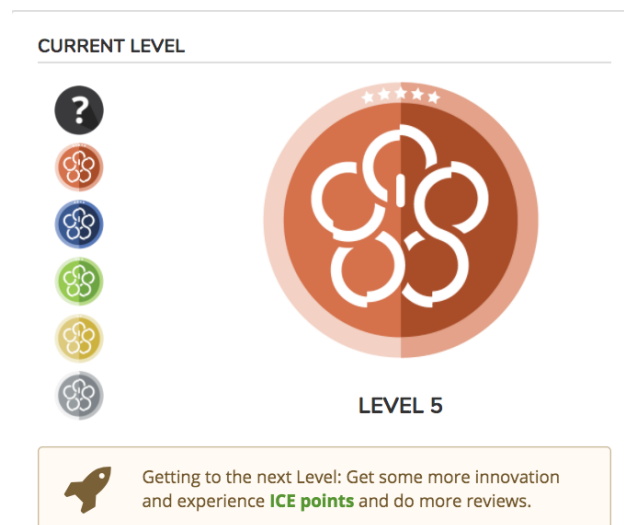 CURRENT LEVEL
?
LEVEL 5
Getting to the next Level: Get some more innovation
and experience ICE points and do more reviews.